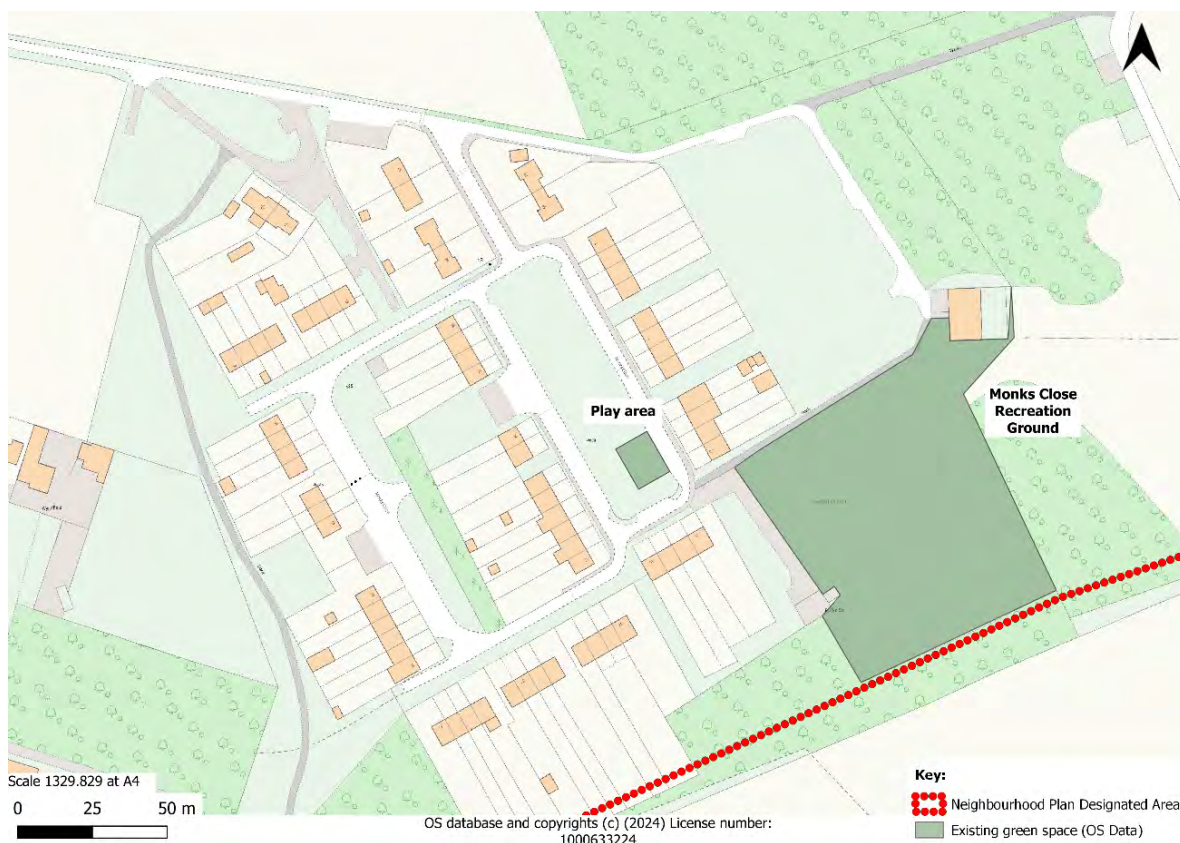 Play area
Monks Close
Recreation
Ground
Scale 1329.829 at A4
0 25 50 m
OS database and copyrights (c) (2024) License number:
1000633224
Key:
Neighbourhood Plan Designated Area
Existing green space (OS Data)